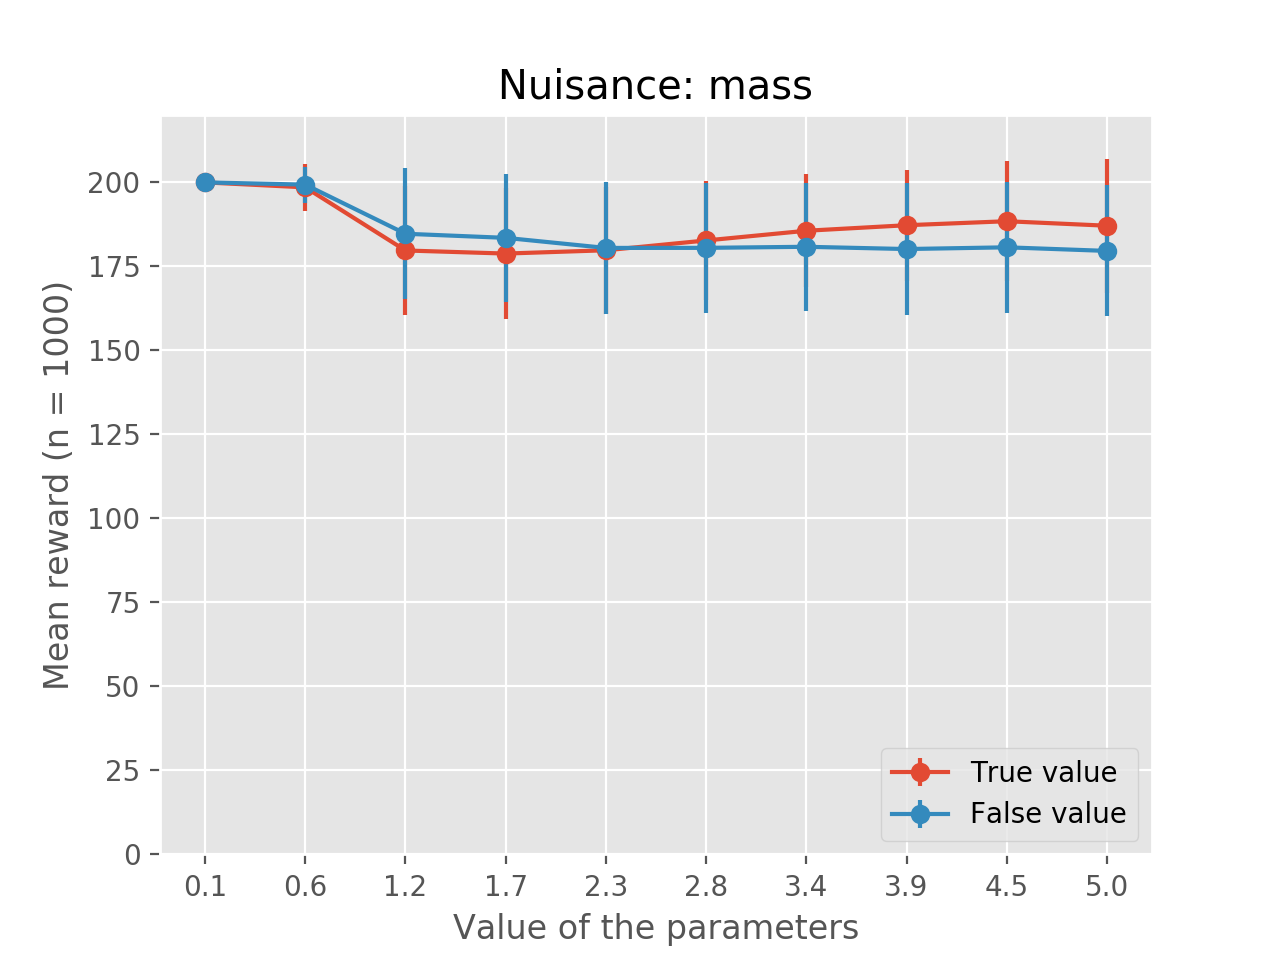 Nuisance: mass
Mean reward (n = 1000)
200
175
150
125
100
75
50
25
0
True value
False value
0.1 0.6 1.2 1.7 2.3 2.8 3.4 3.9 4.5 5.0
Value of the parameters